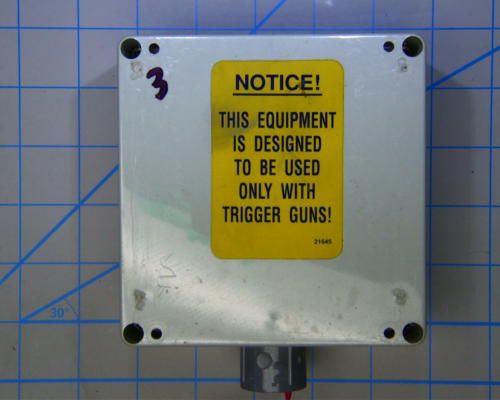 3
NOTICE!
THIS EQUIPMENT
IS DESIGNED
TO BE USED
ONLY WITH
TRIGGER GUNS!
21645
30°